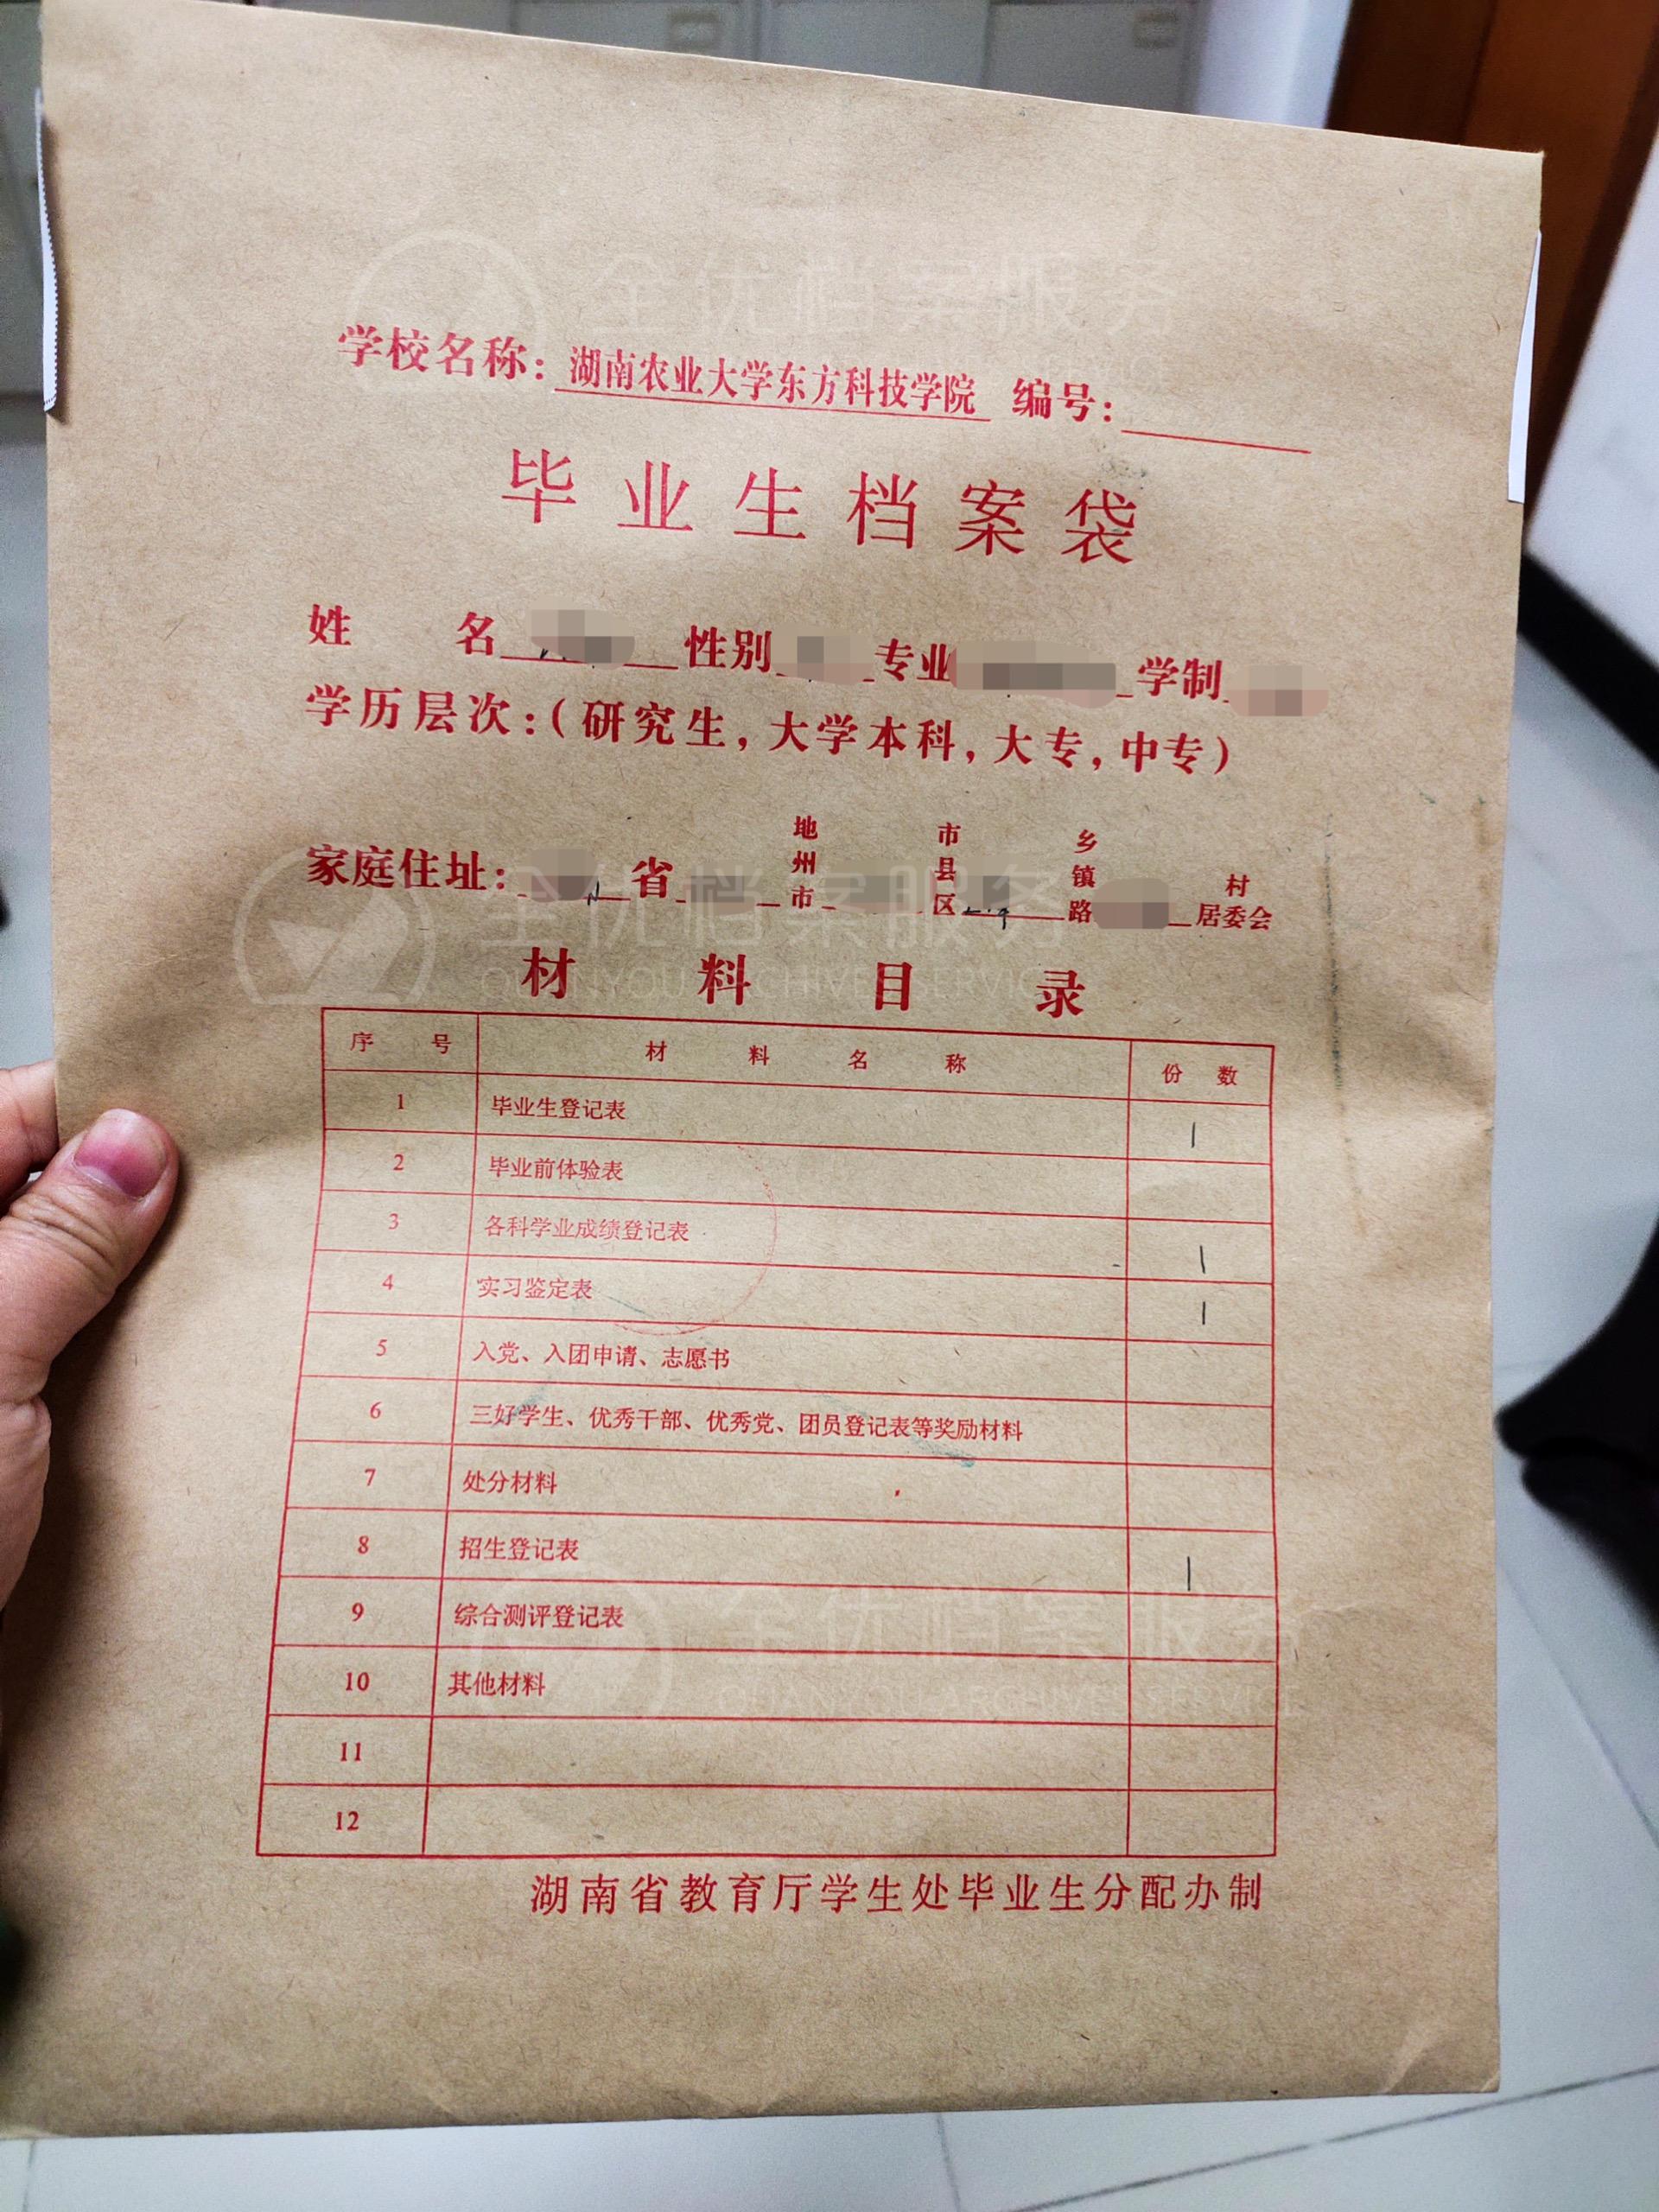 全优档案服务
学校名称：湖南农业大学东方科技学院 编号：
毕业生档案袋
姓 名 性别 专业 学制
学历层次：（研究生，大学本科，大专，中专）
家庭住址： 省 地州市 市县区 乡镇路 村居委会
全优档案服务
QUANYOU ARCHIVES SERVICE
材料目录
序号 材料名称 份数
1 毕业生登记表 1
2 毕业前体验表
3 各科学业成绩登记表 1
4 实习鉴定表 1
5 入党、入团申请、志愿书
6 三好学生、优秀干部、优秀党、团员登记表等奖励材料
7 处分材料
8 招生登记表 1
9 综合测评登记表
全优档案服务
10 其他材料
QUANYOU ARCHIVES SERVICE
11
12
湖南省教育厅学生处毕业生分配办制